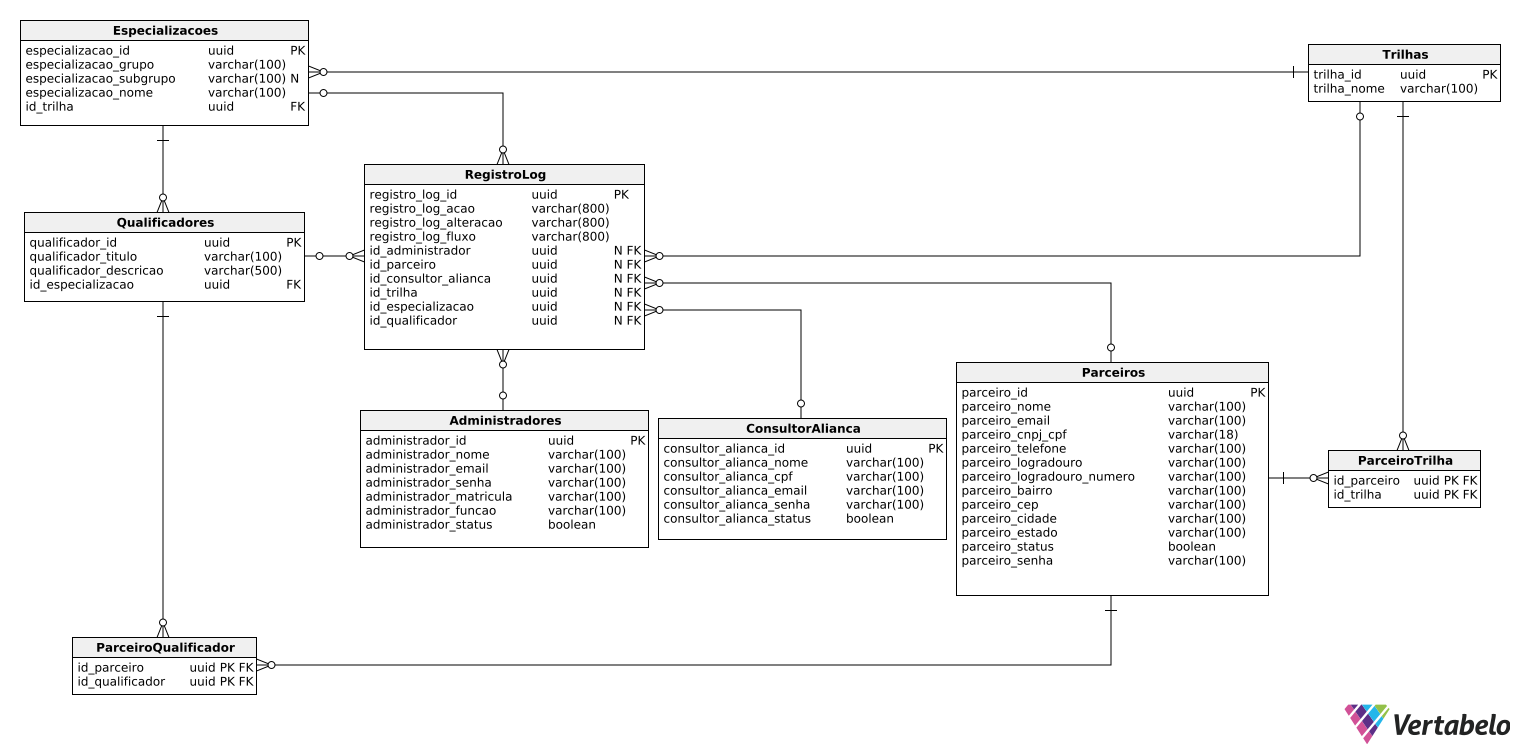 Especializacoes
especializacao_id uuid PK
especializacao_grupo varchar(100)
especializacao_subgrupo varchar(100) N
especializacao_nome varchar(100)
id_trilha uuid FK
Trilhas
trilha_id uuid PK
trilha_nome varchar(100)
RegistroLog
registro_log_id uuid PK
registro_log_acao varchar(800)
registro_log_alteracao varchar(800)
registro_log_fluxo varchar(800)
id_administrador uuid N FK
id_parceiro uuid N FK
id_consultor_alianca uuid N FK
id_trilha uuid N FK
id_especializacao uuid N FK
id_qualificador uuid N FK
Qualificadores
qualificador_id uuid PK
qualificador_titulo varchar(100)
qualificador_descricao varchar(500)
id_especializacao uuid FK
Administradores
administrador_id uuid PK
administrador_nome varchar(100)
administrador_email varchar(100)
administrador_senha varchar(100)
administrador_matricula varchar(100)
administrador_funcao varchar(100)
administrador_status boolean
ConsultorAlianca
consultor_alianca_id uuid PK
consultor_alianca_nome varchar(100)
consultor_alianca_cpf varchar(100)
consultor_alianca_email varchar(100)
consultor_alianca_senha varchar(100)
consultor_alianca_status boolean
Parceiros
parceiro_id uuid PK
parceiro_nome varchar(100)
parceiro_email varchar(100)
parceiro_cnpj_cpf varchar(18)
parceiro_telefone varchar(100)
parceiro_logradouro varchar(100)
parceiro_logradouro_numero varchar(100)
parceiro_bairro varchar(100)
parceiro_cep varchar(100)
parceiro_cidade varchar(100)
parceiro_estado varchar(100)
parceiro_status boolean
parceiro_senha varchar(100)
ParceiroTrilha
id_parceiro uuid PK FK
id_trilha uuid PK FK
ParceiroQualificador
id_parceiro uuid PK FK
id_qualificador uuid PK FK
Vertabelo